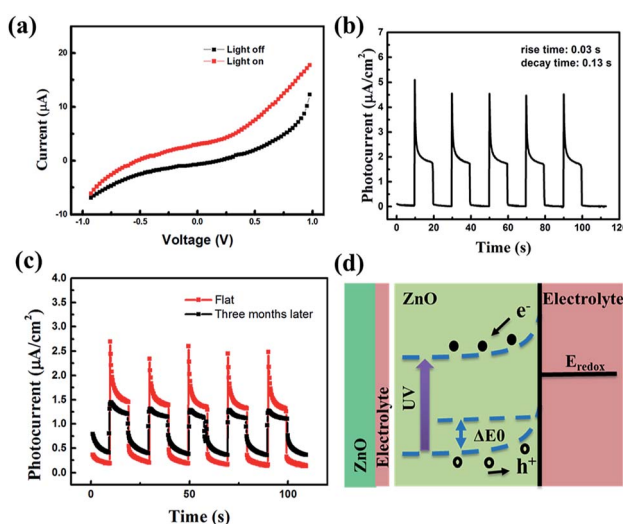 (a)
Light off
Light on
Current (μA)
20
10
0
-10
-1.0
-0.5
0.0
0.5
1.0
Voltage (V)
(b)
rise time: 0.03 s
decay time: 0.13 s
Photocurrent (μA/cm²)
7
6
5
4
3
2
1
0
0
20
40
60
80
100
120
Time (s)
(c)
Flat
Three months later
Photocurrent (μA/cm²)
4.0
3.5
3.0
2.5
2.0
1.5
1.0
0.5
0.0
0
50
100
Time (s)
(d)
ZnO
Electrolyte
ZnO
Electrolyte
e⁻
E_redox
UV
ΔE0
h⁺